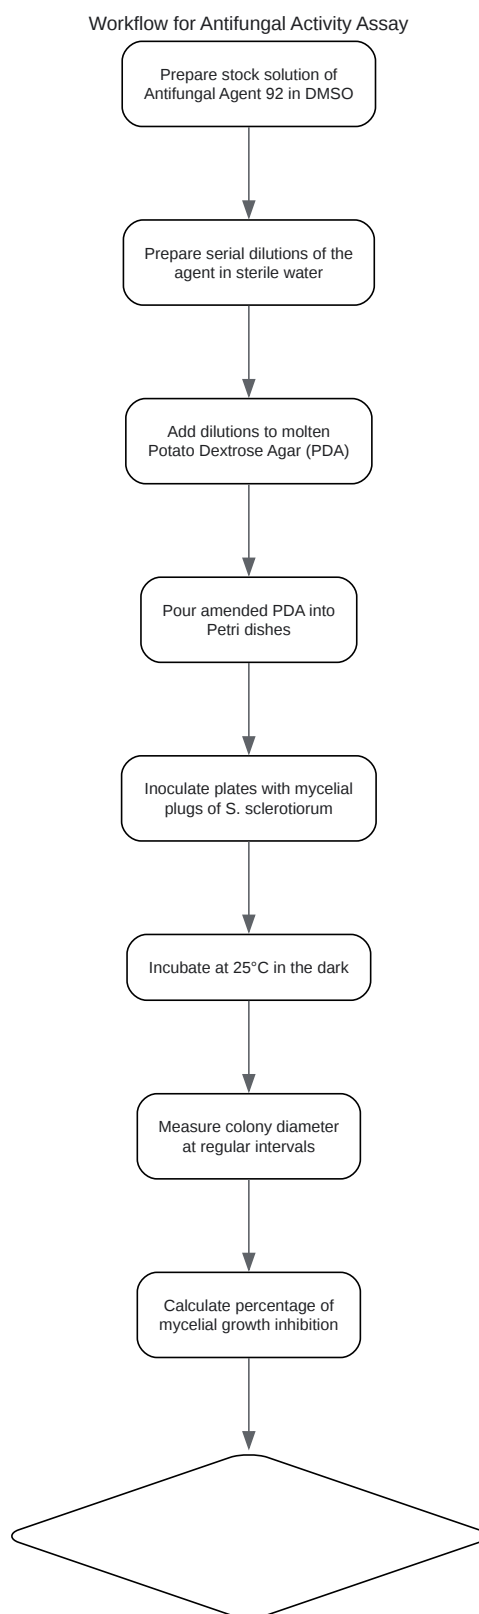 Workflow for Antifungal Activity Assay
Prepare stock solution of
Antifungal Agent 92 in DMSO
Prepare serial dilutions of the
agent in sterile water
Add dilutions to molten
Potato Dextrose Agar (PDA)
Pour amended PDA into
Petri dishes
Inoculate plates with mycelial
plugs of S. sclerotiorum
Incubate at 25°C in the dark
Measure colony diameter
at regular intervals
Calculate percentage of
mycelial growth inhibition